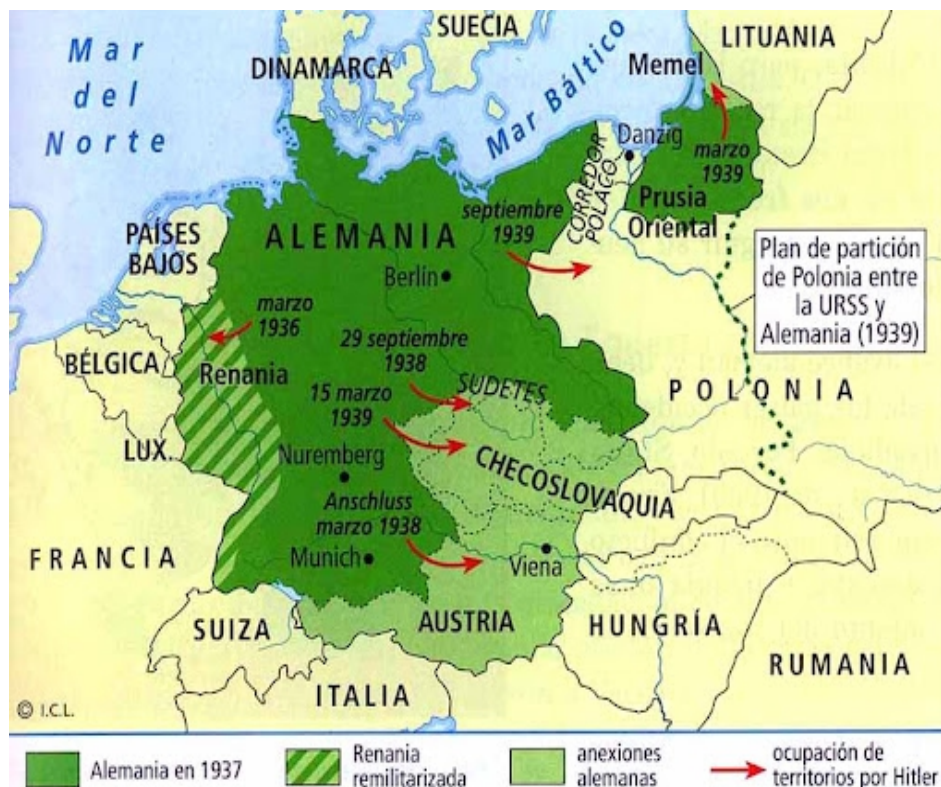 SUECIA
LITUANIA
Mar
del
Norte
DINAMARCA
Mar Báltico
Memel
Danzig
marzo
1939
CORREDOR
POLACO
Prusia
Oriental
septiembre
1939
PAÍSES
BAJOS
ALEMANIA
Berlín
Plan de partición
de Polonia entre
la URSS y
Alemania (1939)
marzo
1936
29 septiembre
1938
BÉLGICA
Renania
SUDETES
15 marzo
1939
POLONIA
LUX.
Nuremberg
CHECOSLOVAQUIA
Anschluss
marzo 1938
FRANCIA
Munich
Viena
SUIZA
AUSTRIA
HUNGRÍA
ITALIA
RUMANIA
© I.C.L.
Alemania en 1937
Renania
remilitarizada
anexiones
alemanas
ocupación de
territorios por Hitler